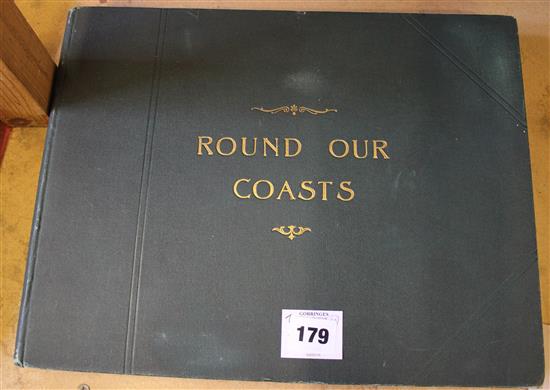 ROUND OUR
COASTS
GORRINGES
179